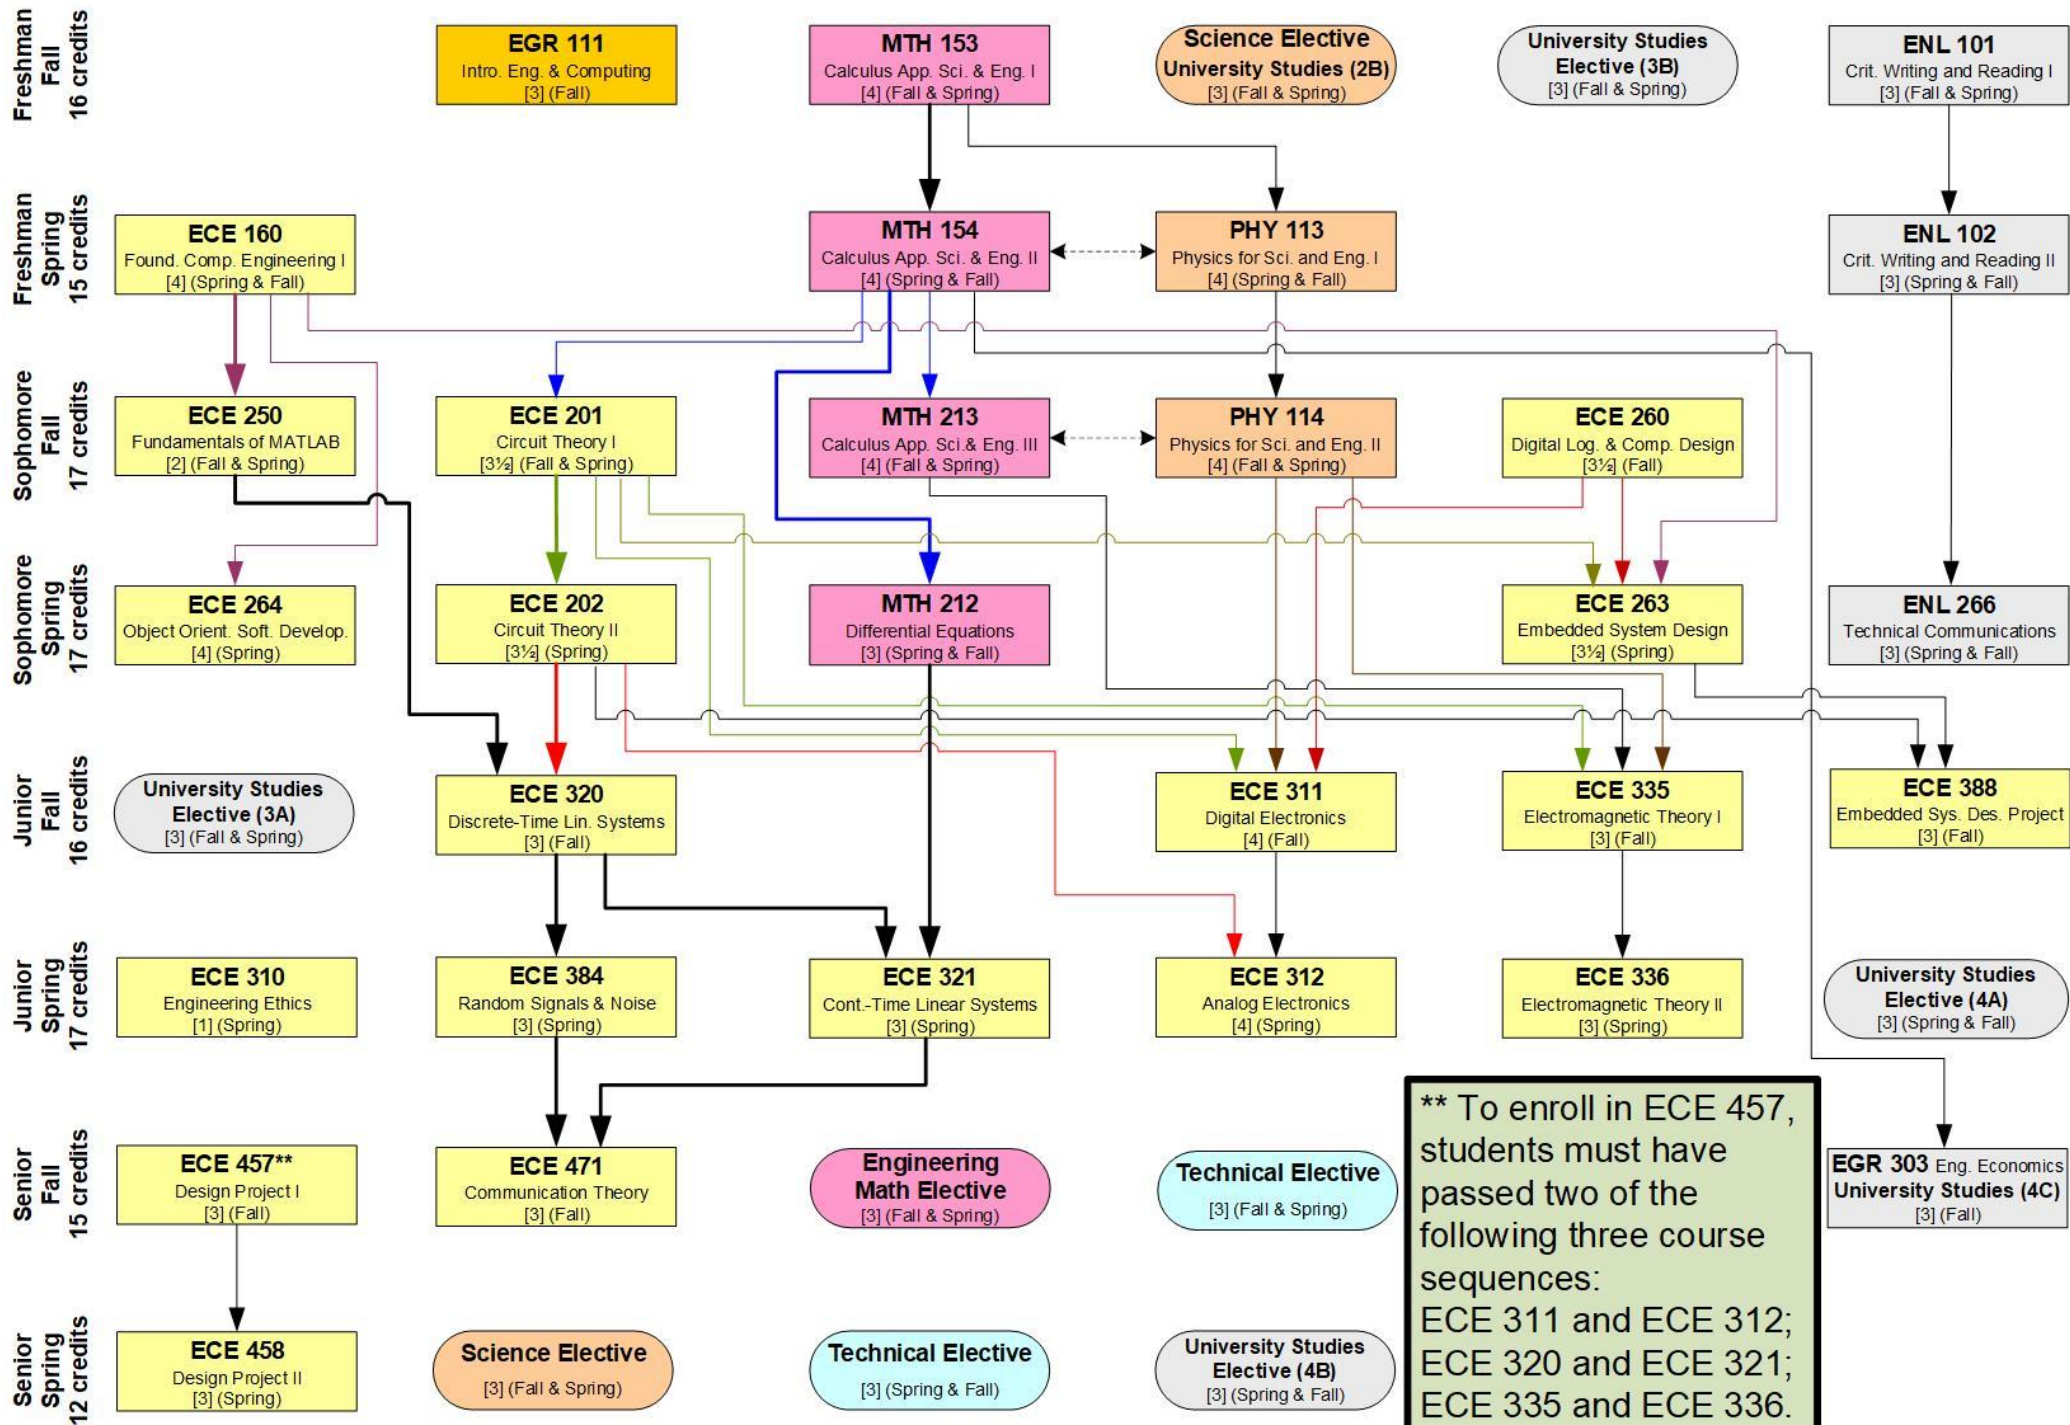 Freshman
Fall
16 credits
EGR 111
Intro. Eng. & Computing
[3] (Fall)
MTH 153
Calculus App. Sci. & Eng. I
[4] (Fall & Spring)
Science Elective
University Studies (2B)
[3] (Fall & Spring)
University Studies
Elective (3B)
[3] (Fall & Spring)
ENL 101
Crit. Writing and Reading I
[3] (Fall & Spring)
Freshman
Spring
15 credits
ECE 160
Found. Comp. Engineering I
[4] (Spring & Fall)
MTH 154
Calculus App. Sci. & Eng. II
[4] (Spring & Fall)
PHY 113
Physics for Sci. and Eng. I
[4] (Spring & Fall)
ENL 102
Crit. Writing and Reading II
[3] (Spring & Fall)
Sophomore
Fall
17 credits
ECE 250
Fundamentals of MATLAB
[2] (Fall & Spring)
ECE 201
Circuit Theory I
[3½] (Fall & Spring)
MTH 213
Calculus App. Sci.& Eng. III
[4] (Fall & Spring)
PHY 114
Physics for Sci. and Eng. II
[4] (Fall & Spring)
ECE 260
Digital Log. & Comp. Design
[3½] (Fall)
Sophomore
Spring
17 credits
ECE 264
Object Orient. Soft. Develop.
[4] (Spring)
ECE 202
Circuit Theory II
[3½] (Spring)
MTH 212
Differential Equations
[3] (Spring & Fall)
ECE 263
Embedded System Design
[3½] (Spring)
ENL 266
Technical Communications
[3] (Spring & Fall)
Junior
Fall
16 credits
University Studies
Elective (3A)
[3] (Fall & Spring)
ECE 320
Discrete-Time Lin. Systems
[3] (Fall)
ECE 311
Digital Electronics
[4] (Fall)
ECE 335
Electromagnetic Theory I
[3] (Fall)
ECE 388
Embedded Sys. Des. Project
[3] (Fall)
Junior
Spring
17 credits
ECE 310
Engineering Ethics
[1] (Spring)
ECE 384
Random Signals & Noise
[3] (Spring)
ECE 321
Cont.-Time Linear Systems
[3] (Spring)
ECE 312
Analog Electronics
[4] (Spring)
ECE 336
Electromagnetic Theory II
[3] (Spring)
University Studies
Elective (4A)
[3] (Spring & Fall)
Senior
Fall
15 credits
ECE 457**
Design Project I
[3] (Fall)
ECE 471
Communication Theory
[3] (Fall)
Engineering
Math Elective
[3] (Fall & Spring)
Technical Elective
[3] (Fall & Spring)
EGR 303 Eng. Economics
University Studies (4C)
[3] (Fall)
Senior
Spring
12 credits
ECE 458
Design Project II
[3] (Spring)
Science Elective
[3] (Fall & Spring)
Technical Elective
[3] (Spring & Fall)
University Studies
Elective (4B)
[3] (Spring & Fall)
** To enroll in ECE 457,
students must have
passed two of the
following three course
sequences:
ECE 311 and ECE 312;
ECE 320 and ECE 321;
ECE 335 and ECE 336.